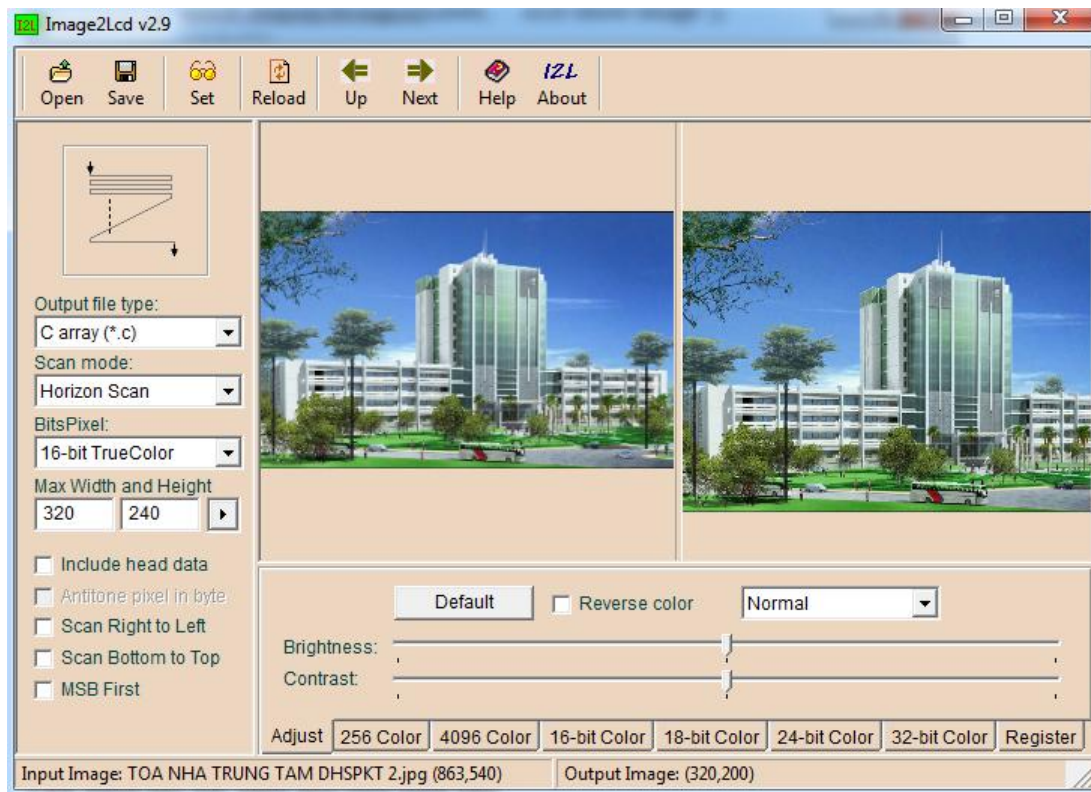 I2L Image2Lcd v2.9
Open Save Set Reload Up Next Help About
I2L
Output file type:
C array (*.c)
Scan mode:
Horizon Scan
BitsPixel:
16-bit TrueColor
Max Width and Height
320 240
Include head data
Antitone pixel in byte
Scan Right to Left
Scan Bottom to Top
MSB First
Default Reverse color Normal
Brightness:
Contrast:
Adjust 256 Color 4096 Color 16-bit Color 18-bit Color 24-bit Color 32-bit Color Register
Input Image: TOA NHA TRUNG TAM DHSPKT 2.jpg (863,540) Output Image: (320,200)